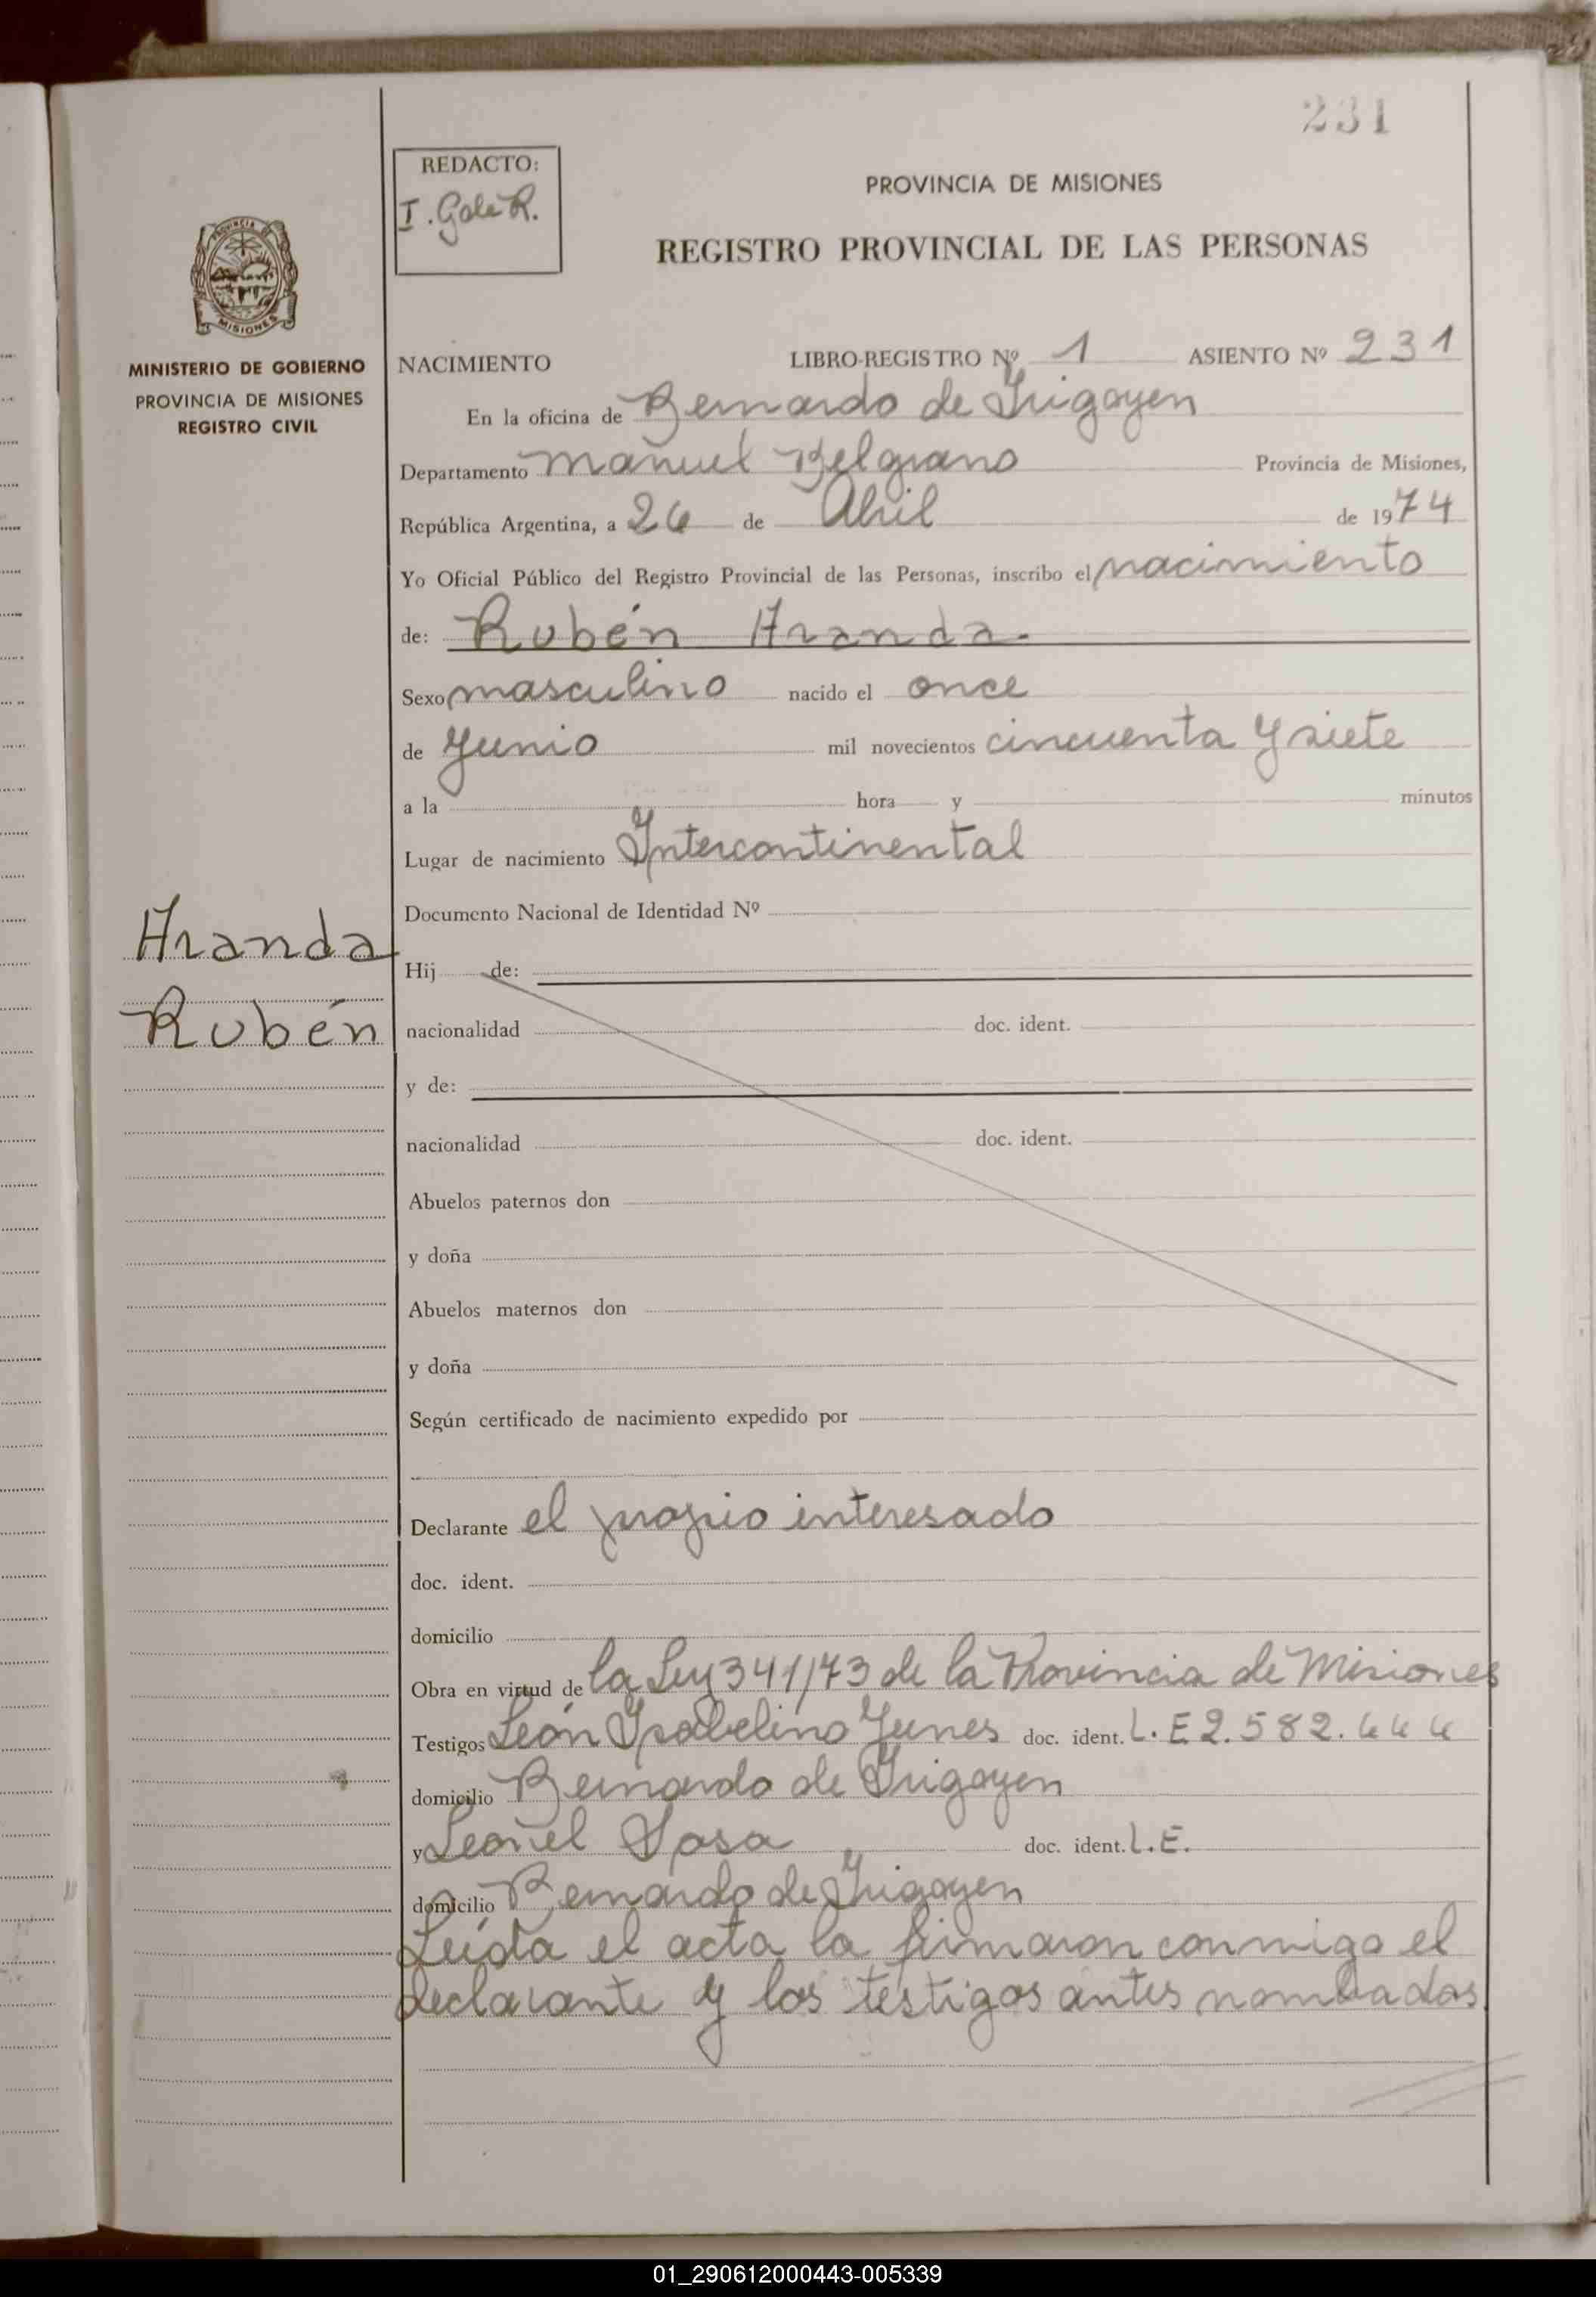 231
REDACTO:
I. Gale R.
PROVINCIA DE MISIONES
REGISTRO PROVINCIAL DE LAS PERSONAS
PROVINCIA DE
MISIONES
MINISTERIO DE GOBIERNO
PROVINCIA DE MISIONES
REGISTRO CIVIL
NACIMIENTO LIBRO-REGISTRO Nº 1 ASIENTO Nº 231
En la oficina de Bernardo de Irigoyen
Departamento Manuel Belgrano Provincia de Misiones,
República Argentina, a 26 de Abril de 1974
Yo Oficial Público del Registro Provincial de las Personas, inscribo el nacimiento
de: Rubén Aranda.
Sexo masculino nacido el once
de Junio mil novecientos cincuenta y siete
a la hora y minutos
Lugar de nacimiento Intercontinental
Documento Nacional de Identidad Nº
Aranda
Rubén
Hij de:
nacionalidad doc. ident.
y de:
nacionalidad doc. ident.
Abuelos paternos don
y doña
Abuelos maternos don
y doña
Según certificado de nacimiento expedido por
Declarante el propio interesado
doc. ident.
domicilio
Obra en virtud de la Ley 341/73 de la Provincia de Misiones
Testigos León Ysabelino Yunes doc. ident. L.E 2.582.444
domicilio Bernardo de Irigoyen
y Leonel Sosa doc. ident. L.E.
domicilio Bernardo de Irigoyen
Leída el acta la firmaron conmigo el
declarante y los testigos antes nombrados
01_290612000443-005339